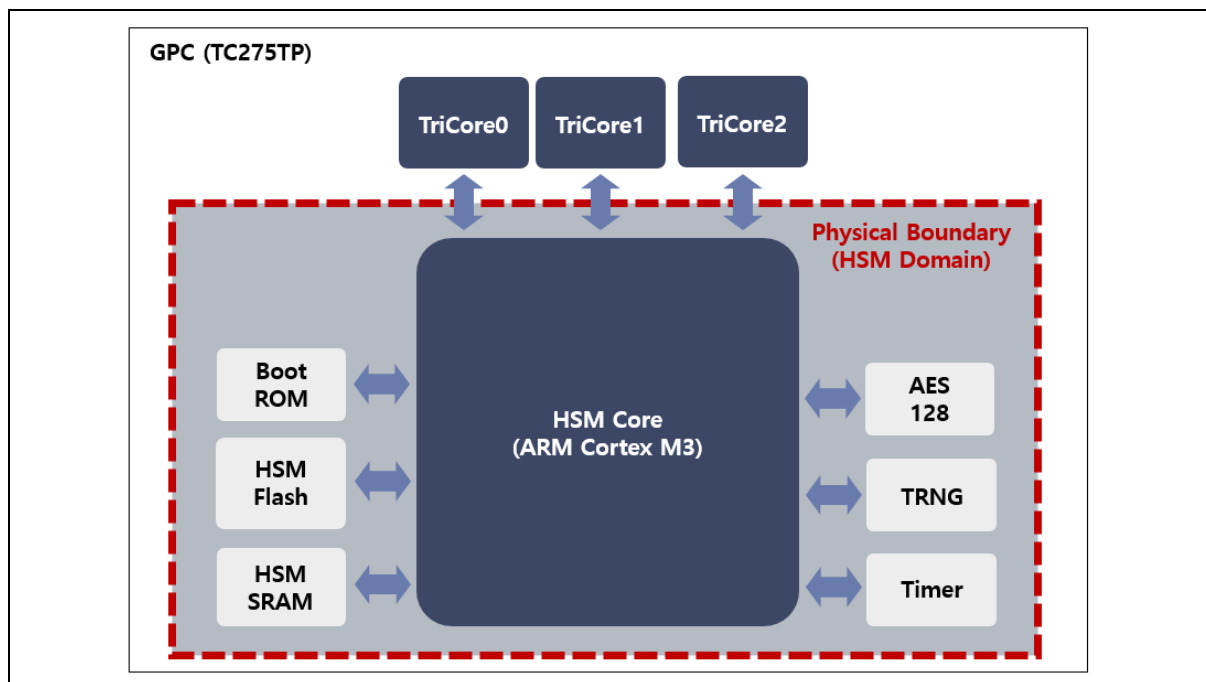 GPC (TC275TP)
TriCore0
TriCore1
TriCore2
Physical Boundary
(HSM Domain)
Boot
ROM
HSM
Flash
HSM
SRAM
HSM Core
(ARM Cortex M3)
AES
128
TRNG
Timer